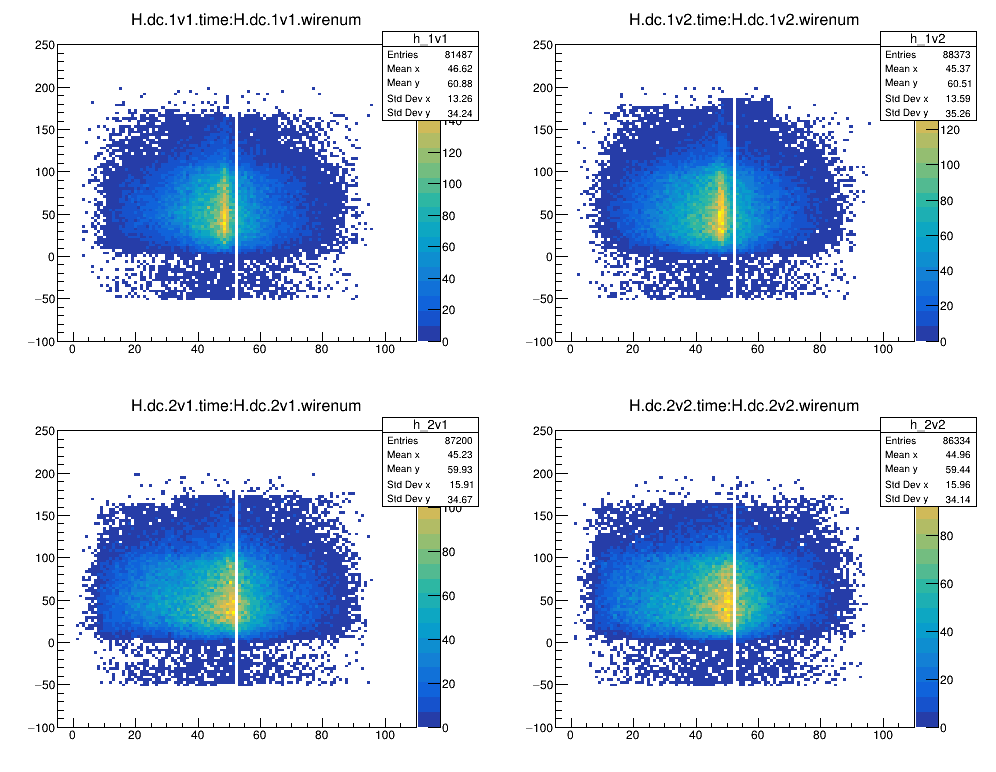 H.dc.1v1.time:H.dc.1v1.wirenum
h_1v1
Entries 81487
Mean x 46.62
Mean y 60.88
Std Dev x 13.26
Std Dev y 34.24
250
200
150
100
50
0
−50
−100
0 20 40 60 80 100
140
120
100
80
60
40
20
0
H.dc.1v2.time:H.dc.1v2.wirenum
h_1v2
Entries 88373
Mean x 45.37
Mean y 60.51
Std Dev x 13.59
Std Dev y 35.26
250
200
150
100
50
0
−50
−100
0 20 40 60 80 100
120
100
80
60
40
20
0
H.dc.2v1.time:H.dc.2v1.wirenum
h_2v1
Entries 87200
Mean x 45.23
Mean y 59.93
Std Dev x 15.91
Std Dev y 34.67
250
200
150
100
50
0
−50
−100
0 20 40 60 80 100
100
80
60
40
20
0
H.dc.2v2.time:H.dc.2v2.wirenum
h_2v2
Entries 86334
Mean x 44.96
Mean y 59.44
Std Dev x 15.96
Std Dev y 34.14
250
200
150
100
50
0
−50
−100
0 20 40 60 80 100
80
60
40
20
0